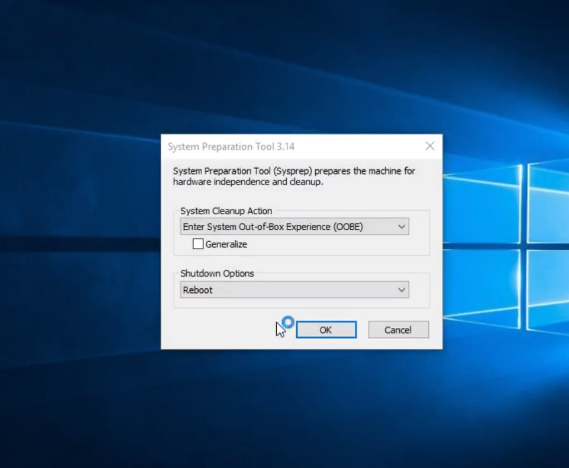 System Preparation Tool 3.14
System Preparation Tool (Sysprep) prepares the machine for
hardware independence and cleanup.
System Cleanup Action
Enter System Out-of-Box Experience (OOBE)
Generalize
Shutdown Options
Reboot
OK
Cancel